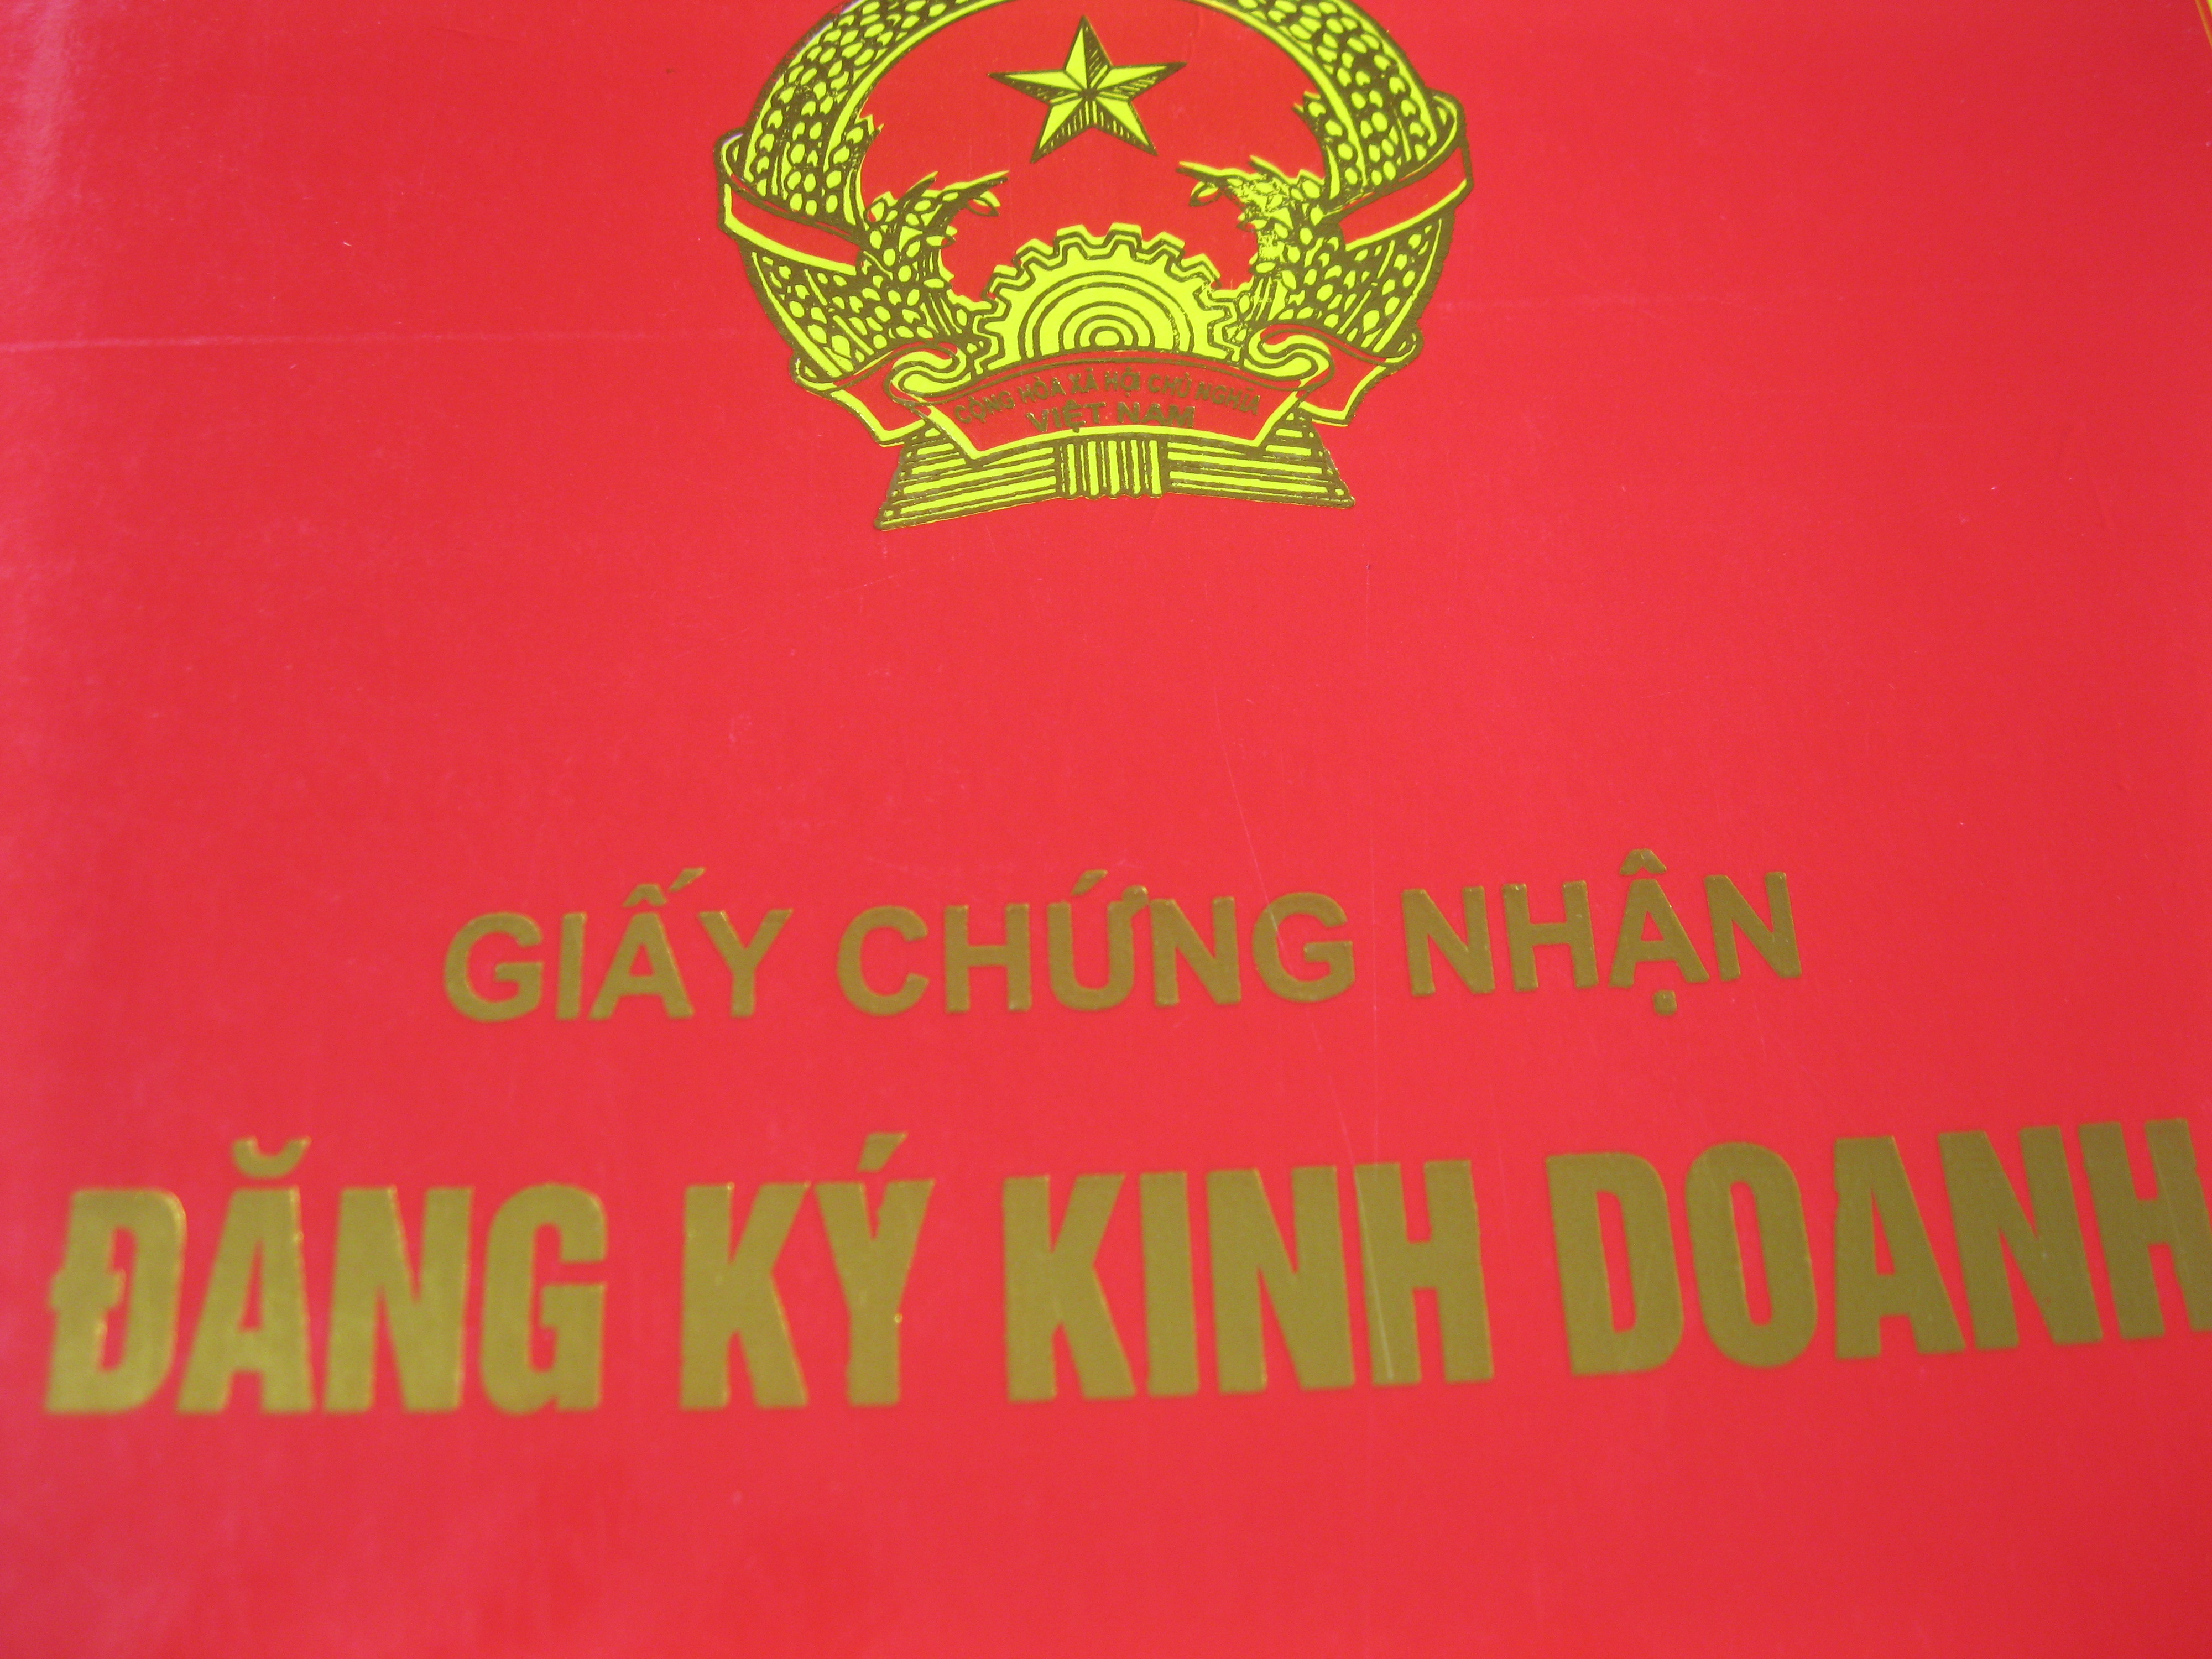 CỘNG HÒA XÃ HỘI CHỦ NGHĨA
VIỆT NAM
GIẤY CHỨNG NHẬN
ĐĂNG KÝ KINH DOANH